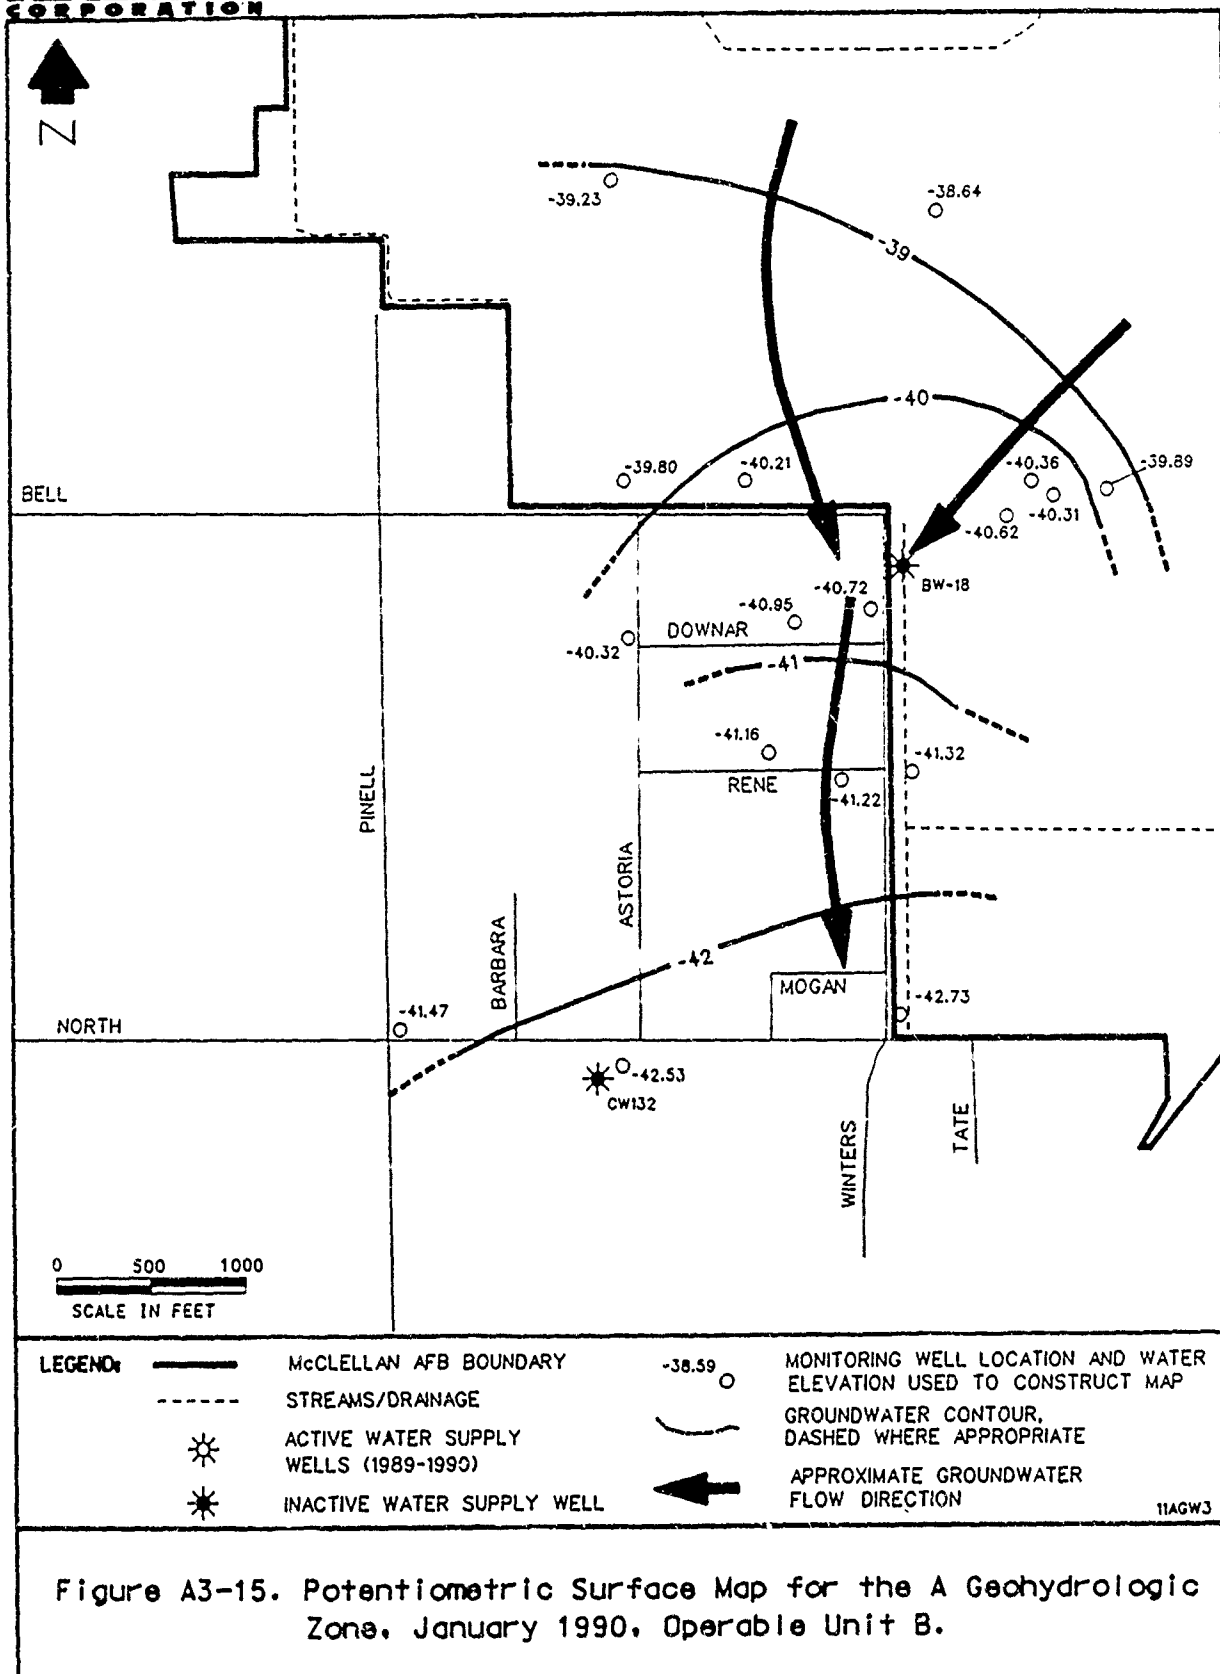 CORPORATION
N
-39.23
-38.64
-39
-40
-39.80
-40.21
-40.36
-39.89
BELL
-40.62
-40.31
-40.72
BW-18
-40.95
DOWNAR
-40.32
-41
-41.16
-41.32
RENE
-41.22
PINELL
ASTORIA
BARBARA
-42
MOGAN
-42.73
-41.47
NORTH
-42.53
CW132
WINTERS
TATE
0 500 1000
SCALE IN FEET
LEGEND:
McCLELLAN AFB BOUNDARY
STREAMS/DRAINAGE
ACTIVE WATER SUPPLY
WELLS (1989-1990)
INACTIVE WATER SUPPLY WELL
-38.59
MONITORING WELL LOCATION AND WATER
ELEVATION USED TO CONSTRUCT MAP
GROUNDWATER CONTOUR,
DASHED WHERE APPROPRIATE
APPROXIMATE GROUNDWATER
FLOW DIRECTION
11AGW3
Figure A3-15. Potentiometric Surface Map for the A Geohydrologic
Zone, January 1990, Operable Unit B.